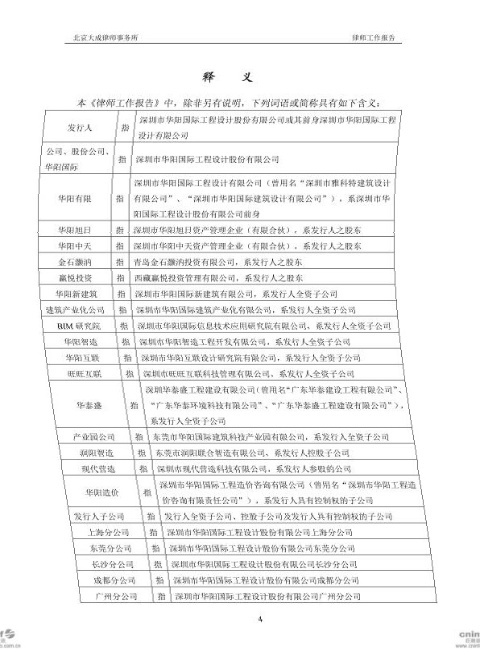 北京大成律师事务所 律师工作报告
释 义
本《律师工作报告》中，除非另有说明，下列词语或简称具有如下含义：
发行人 指 深圳市华阳国际工程设计股份有限公司或其前身深圳市华阳国际工程
设计有限公司
公司、股份公司、
华阳国际 指 深圳市华阳国际工程设计股份有限公司
华阳有限 指 深圳市华阳国际工程设计有限公司（曾用名“深圳市雅科特建筑设计
有限公司”、“深圳市华阳国际建筑设计有限公司”），系深圳市华
阳国际工程设计股份有限公司前身
华阳旭日 指 深圳市华阳旭日资产管理企业（有限合伙），系发行人之股东
华阳中天 指 深圳市华阳中天资产管理企业（有限合伙），系发行人之股东
金石灏汭 指 青岛金石灏汭投资有限公司，系发行人之股东
赢悦投资 指 西藏赢悦投资管理有限公司，系发行人之股东
华阳新建筑 指 深圳市华阳国际新建筑有限公司，系发行人全资子公司
建筑产业化公司 指 深圳市华阳国际建筑产业化有限公司，系发行人全资子公司
BIM 研究院 指 深圳市华阳国际信息技术应用研究院有限公司，系发行人全资子公司
华阳智造 指 深圳市华阳智造工程开发有限公司，系发行人全资子公司
华阳互联 指 深圳市华阳互联设计研究院有限公司，系发行人全资子公司
旺旺互联 指 深圳市旺旺互联科技管理有限公司，系发行人全资子公司
华泰盛 指 深圳华泰盛工程建设有限公司（曾用名“广东华泰建设工程有限公司”、
“广东华泰环境科技有限公司”、“广东华泰盛工程建设有限公司”），
系发行人全资子公司
产业园公司 指 东莞市华阳国际建筑科技产业园有限公司，系发行人全资子公司
润阳智造 指 东莞市润阳联合智造有限公司，系发行人控股子公司
现代营造 指 深圳市现代营造科技有限公司，系发行人参股的公司
华阳造价 指 深圳市华阳国际工程造价咨询有限公司（曾用名“深圳市华阳工程造
价咨询有限责任公司”），系发行人具有控制权的子公司
发行人子公司 指 发行人全资子公司、控股子公司及发行人具有控制权的子公司
上海分公司 指 深圳市华阳国际工程设计股份有限公司上海分公司
东莞分公司 指 深圳市华阳国际工程设计股份有限公司东莞分公司
长沙分公司 指 深圳市华阳国际工程设计股份有限公司长沙分公司
成都分公司 指 深圳市华阳国际工程设计股份有限公司成都分公司
广州分公司 指 深圳市华阳国际工程设计股份有限公司广州分公司
4